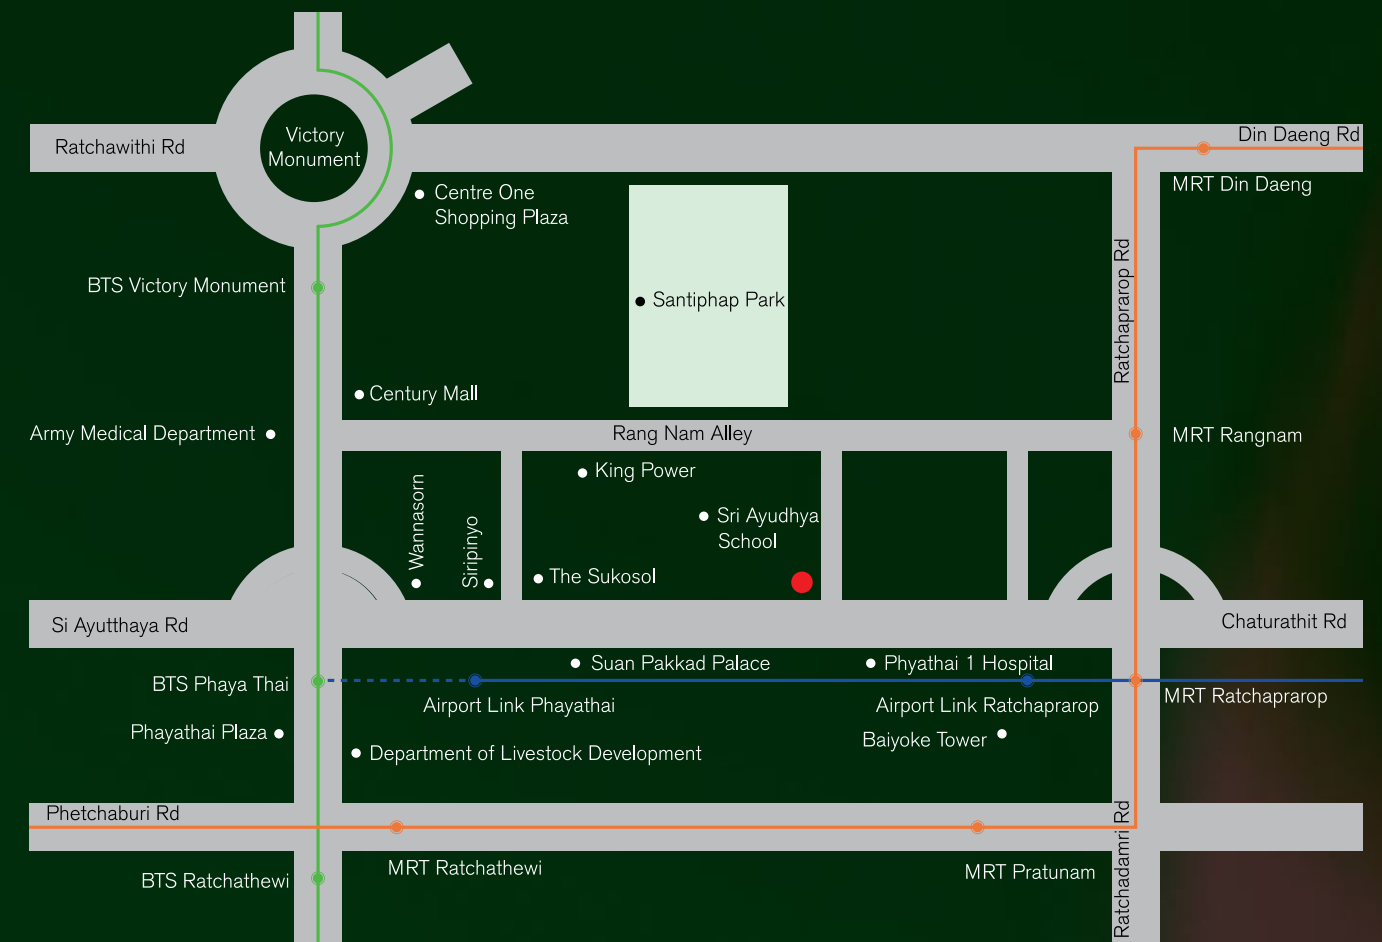 Din Daeng Rd
Victory
Monument
Ratchawithi Rd
MRT Din Daeng
Centre One
Shopping Plaza
Ratchaprarop Rd
BTS Victory Monument
Santiphap Park
Century Mall
Army Medical Department
Rang Nam Alley
MRT Rangnam
King Power
Wannasorn
Siripinyo
Sri Ayudhya
School
The Sukosol
Si Ayutthaya Rd
Chaturathit Rd
Suan Pakkad Palace
Phyathai 1 Hospital
BTS Phaya Thai
MRT Ratchaprarop
Airport Link Phayathai
Airport Link Ratchaprarop
Phayathai Plaza
Baiyoke Tower
Department of Livestock Development
Phetchaburi Rd
Ratchadamri Rd
MRT Ratchathewi
MRT Pratunam
BTS Ratchathewi